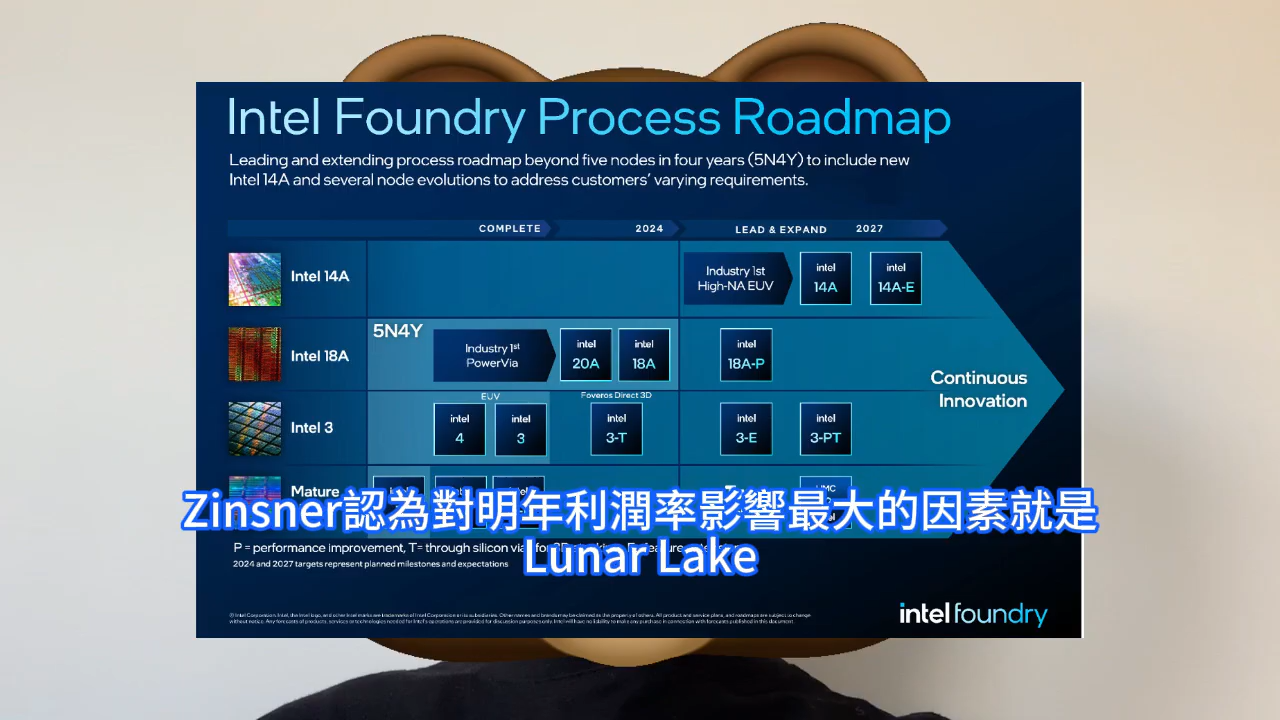 Intel Foundry Process Roadmap
Leading and extending process roadmap beyond five nodes in four years (5N4Y) to include new
Intel 14A and several node evolutions to address customers' varying requirements.
COMPLETE 2024 LEAD & EXPAND 2027
Intel 14A
Industry 1st
High-NA EUV
intel
14A
intel
14A-E
Intel 18A
5N4Y
Industry 1st
PowerVia
intel
20A
intel
18A
intel
18A-P
Continuous
Innovation
Intel 3
EUV
intel
4
intel
3
Foveros Direct 3D
intel
3-T
intel
3-E
intel
3-PT
Mature
UMC
Zinsner認為對明年利潤率影響最大的因素就是
Lunar Lake
P = performance improvement, T= through silicon
2024 and 2027 targets represent planned milestones and expectations
intel foundry